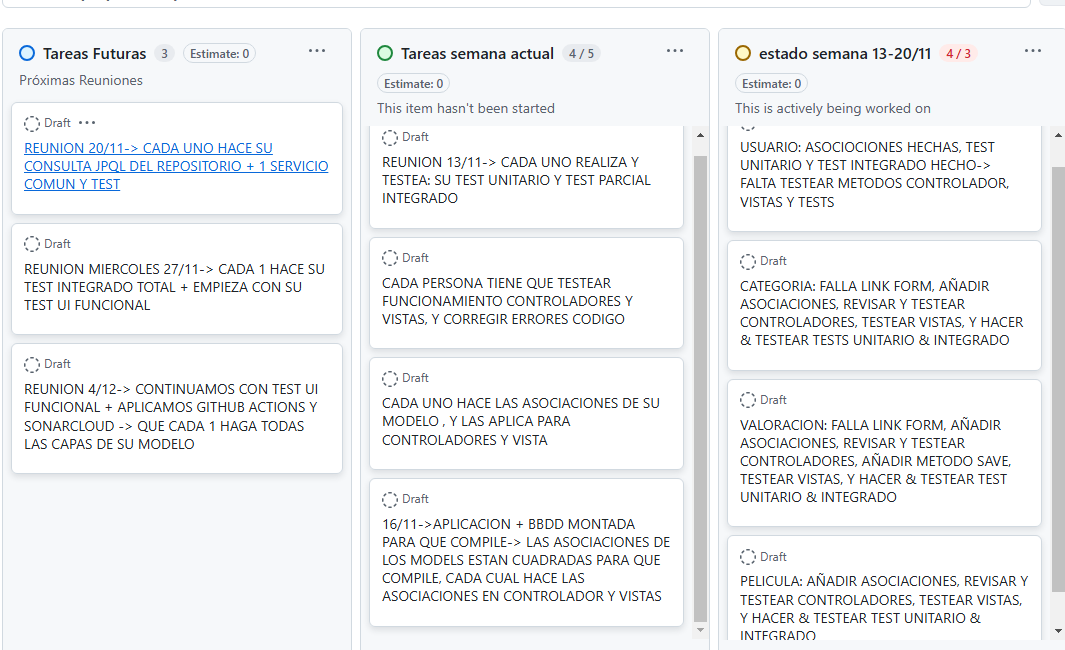 Tareas Futuras 3 Estimate: 0 ...
Próximas Reuniones
Draft ...
REUNION 20/11-> CADA UNO HACE SU
CONSULTA JPQL DEL REPOSITORIO + 1 SERVICIO
COMUN Y TEST
Draft
REUNION MIERCOLES 27/11-> CADA 1 HACE SU
TEST INTEGRADO TOTAL + EMPIEZA CON SU
TEST UI FUNCIONAL
Draft
REUNION 4/12-> CONTINUAMOS CON TEST UI
FUNCIONAL + APLICAMOS GITHUB ACTIONS Y
SONARCLOUD -> QUE CADA 1 HAGA TODAS
LAS CAPAS DE SU MODELO
Tareas semana actual 4 / 5 ...
Estimate: 0
This item hasn't been started
Draft
REUNION 13/11-> CADA UNO REALIZA Y
TESTEA: SU TEST UNITARIO Y TEST PARCIAL
INTEGRADO
Draft
CADA PERSONA TIENE QUE TESTEAR
FUNCIONAMIENTO CONTROLADORES Y
VISTAS, Y CORREGIR ERRORES CODIGO
Draft
CADA UNO HACE LAS ASOCIACIONES DE SU
MODELO , Y LAS APLICA PARA
CONTROLADORES Y VISTA
Draft
16/11->APLICACION + BBDD MONTADA
PARA QUE COMPILE-> LAS ASOCIACIONES DE
LOS MODELS ESTAN CUADRADAS PARA QUE
COMPILE, CADA CUAL HACE LAS
ASOCIACIONES EN CONTROLADOR Y VISTAS
estado semana 13-20/11 4 / 3 ...
Estimate: 0
This is actively being worked on
USUARIO: ASOCIOCIONES HECHAS, TEST
UNITARIO Y TEST INTEGRADO HECHO->
FALTA TESTEAR METODOS CONTROLADOR,
VISTAS Y TESTS
Draft
CATEGORIA: FALLA LINK FORM, AÑADIR
ASOCIACIONES, REVISAR Y TESTEAR
CONTROLADORES, TESTEAR VISTAS, Y HACER
& TESTEAR TESTS UNITARIO & INTEGRADO
Draft
VALORACION: FALLA LINK FORM, AÑADIR
ASOCIACIONES, REVISAR Y TESTEAR
CONTROLADORES, AÑADIR METODO SAVE,
TESTEAR VISTAS, Y HACER & TESTEAR TEST
UNITARIO & INTEGRADO
Draft
PELICULA: AÑADIR ASOCIACIONES, REVISAR Y
TESTEAR CONTROLADORES, TESTEAR VISTAS,
Y HACER & TESTEAR TEST UNITARIO &
INTEGRADO